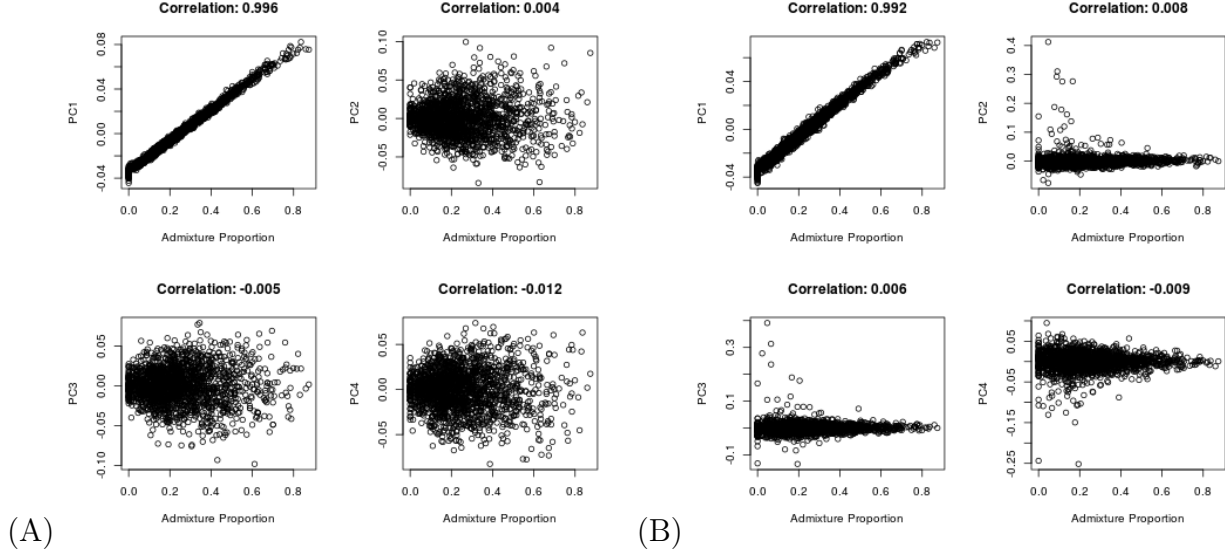 Correlation: 0.996
PC1
-0.04 0.00 0.04 0.08
0.0 0.2 0.4 0.6 0.8
Admixture Proportion
Correlation: 0.004
PC2
-0.05 0.00 0.05 0.10
0.0 0.2 0.4 0.6 0.8
Admixture Proportion
Correlation: -0.005
PC3
-0.10 -0.05 0.00 0.05
0.0 0.2 0.4 0.6 0.8
Admixture Proportion
Correlation: -0.012
PC4
-0.05 0.00 0.05
0.0 0.2 0.4 0.6 0.8
Admixture Proportion
(A)
Correlation: 0.992
PC1
-0.04 0.00 0.04
0.0 0.2 0.4 0.6 0.8
Admixture Proportion
Correlation: 0.008
PC2
0.0 0.1 0.2 0.3 0.4
0.0 0.2 0.4 0.6 0.8
Admixture Proportion
Correlation: 0.006
PC3
-0.1 0.1 0.3
0.0 0.2 0.4 0.6 0.8
Admixture Proportion
Correlation: -0.009
PC4
-0.25 -0.15 -0.05 0.05
0.0 0.2 0.4 0.6 0.8
Admixture Proportion
(B)